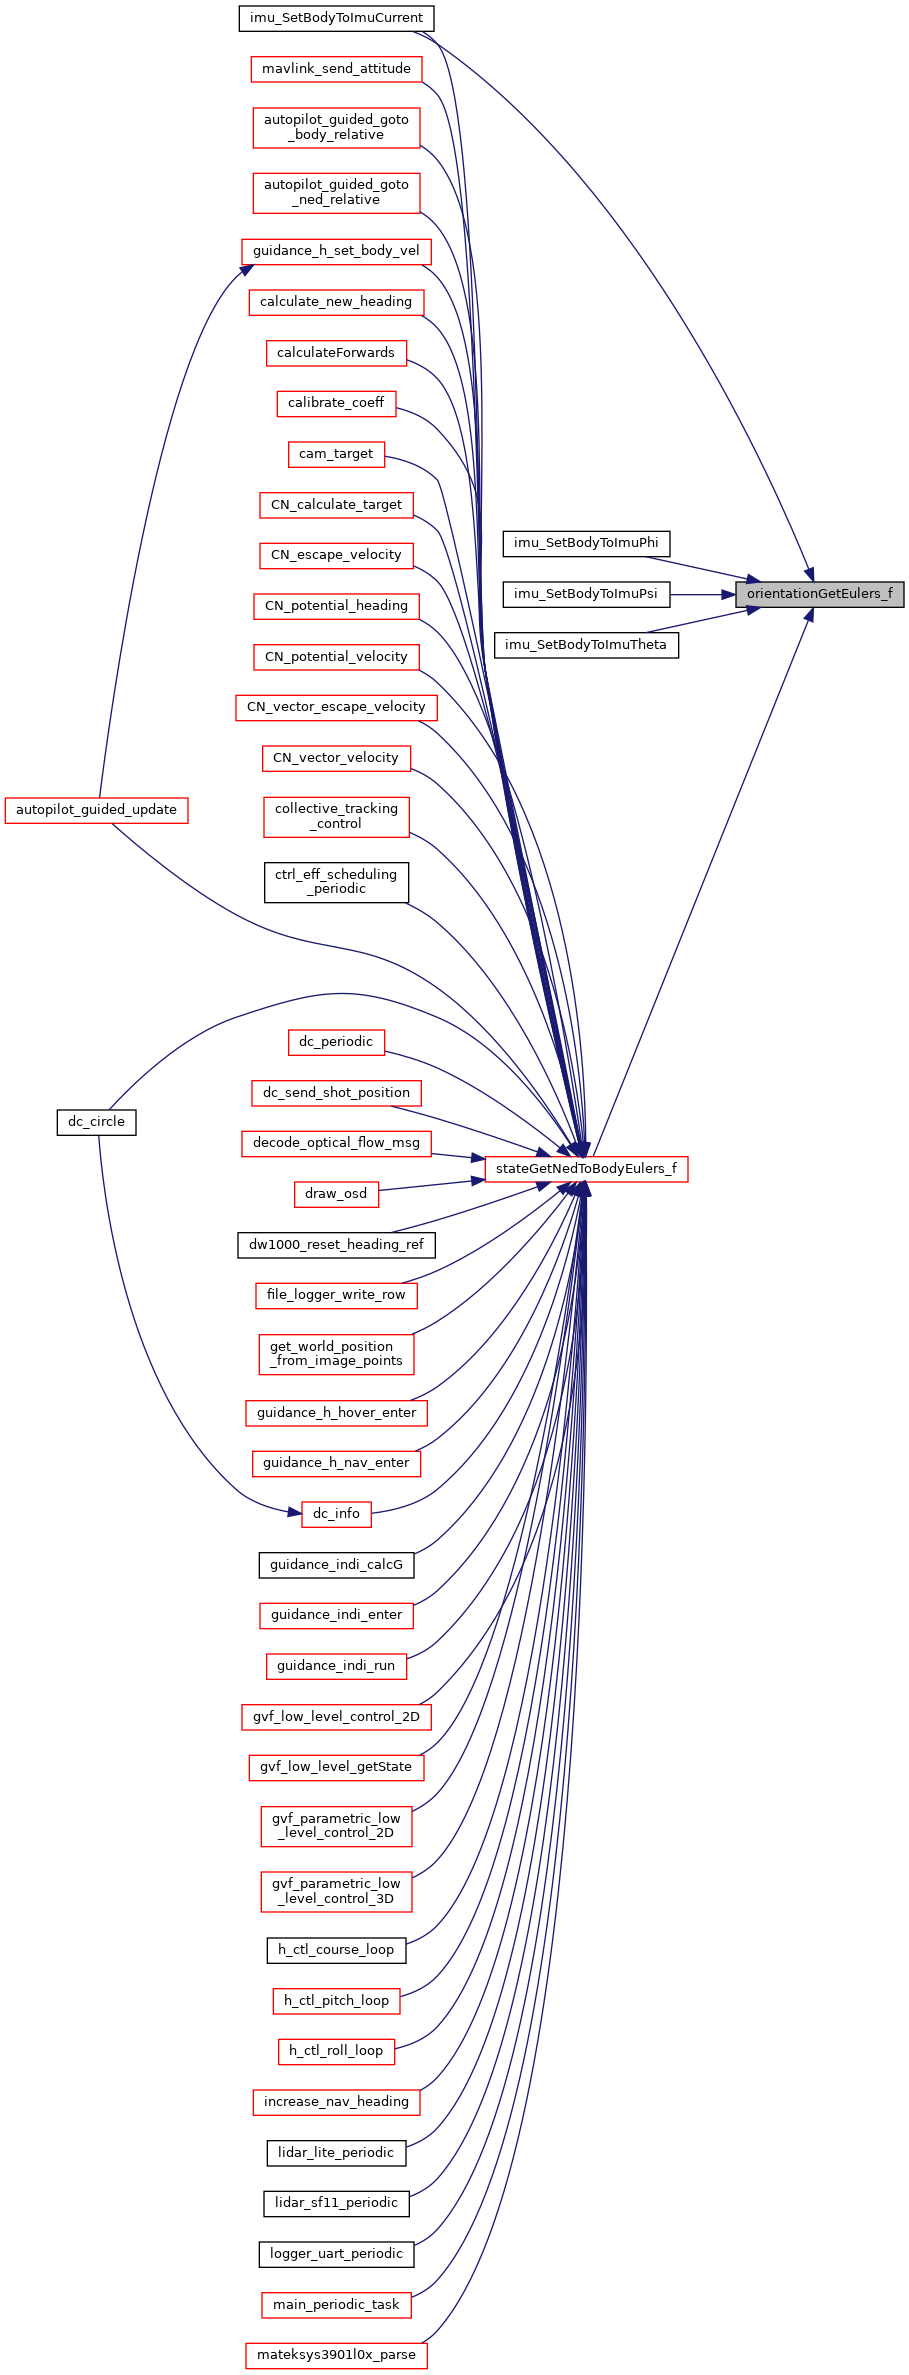 imu_SetBodyToImuCurrent
mavlink_send_attitude
autopilot_guided_goto
_body_relative
autopilot_guided_goto
_ned_relative
guidance_h_set_body_vel
calculate_new_heading
calculateForwards
calibrate_coeff
cam_target
CN_calculate_target
CN_escape_velocity
CN_potential_heading
CN_potential_velocity
CN_vector_escape_velocity
CN_vector_velocity
collective_tracking
_control
ctrl_eff_scheduling
_periodic
imu_SetBodyToImuPhi
imu_SetBodyToImuPsi
imu_SetBodyToImuTheta
orientationGetEulers_f
autopilot_guided_update
dc_circle
dc_periodic
dc_send_shot_position
decode_optical_flow_msg
stateGetNedToBodyEulers_f
draw_osd
dw1000_reset_heading_ref
file_logger_write_row
get_world_position
_from_image_points
guidance_h_hover_enter
guidance_h_nav_enter
dc_info
guidance_indi_calcG
guidance_indi_enter
guidance_indi_run
gvf_low_level_control_2D
gvf_low_level_getState
gvf_parametric_low
_level_control_2D
gvf_parametric_low
_level_control_3D
h_ctl_course_loop
h_ctl_pitch_loop
h_ctl_roll_loop
increase_nav_heading
lidar_lite_periodic
lidar_sf11_periodic
logger_uart_periodic
main_periodic_task
mateksys3901l0x_parse